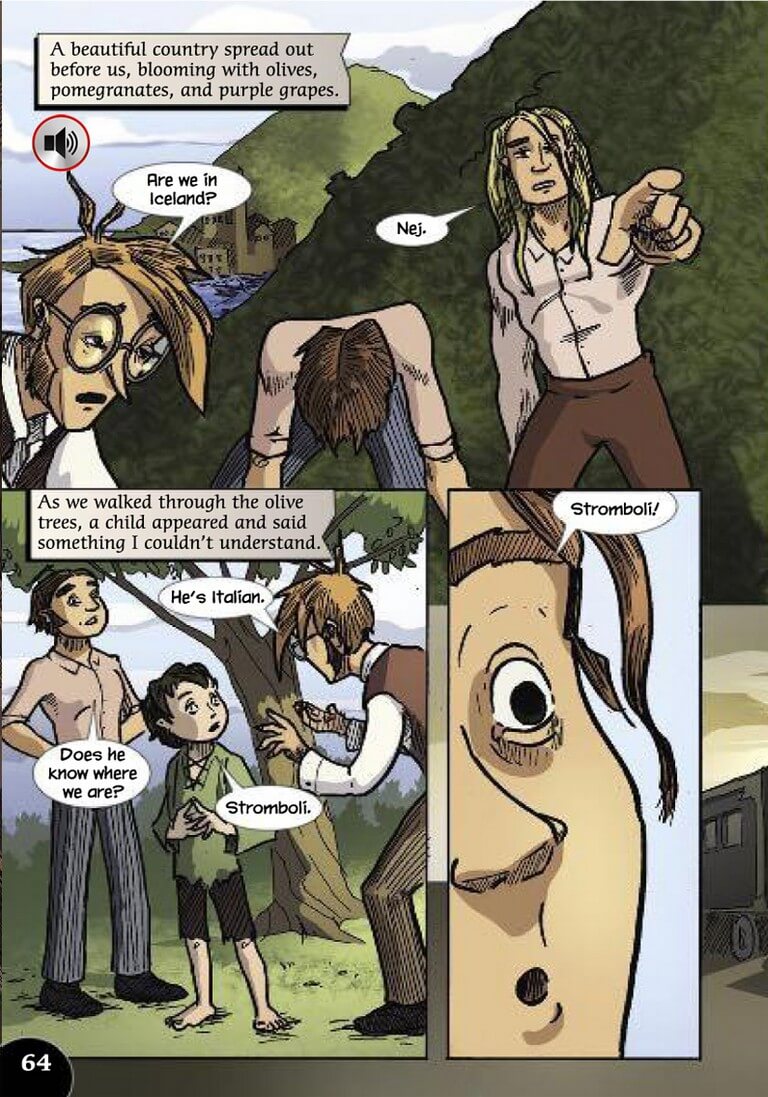 A beautiful country spread out
before us, blooming with olives,
pomegranates, and purple grapes.
Are we in
Iceland?
Nej.
As we walked through the olive
trees, a child appeared and said
something I couldn't understand.
He's Italian.
Does he
know where
we are?
Stromboli.
Stromboli!
64